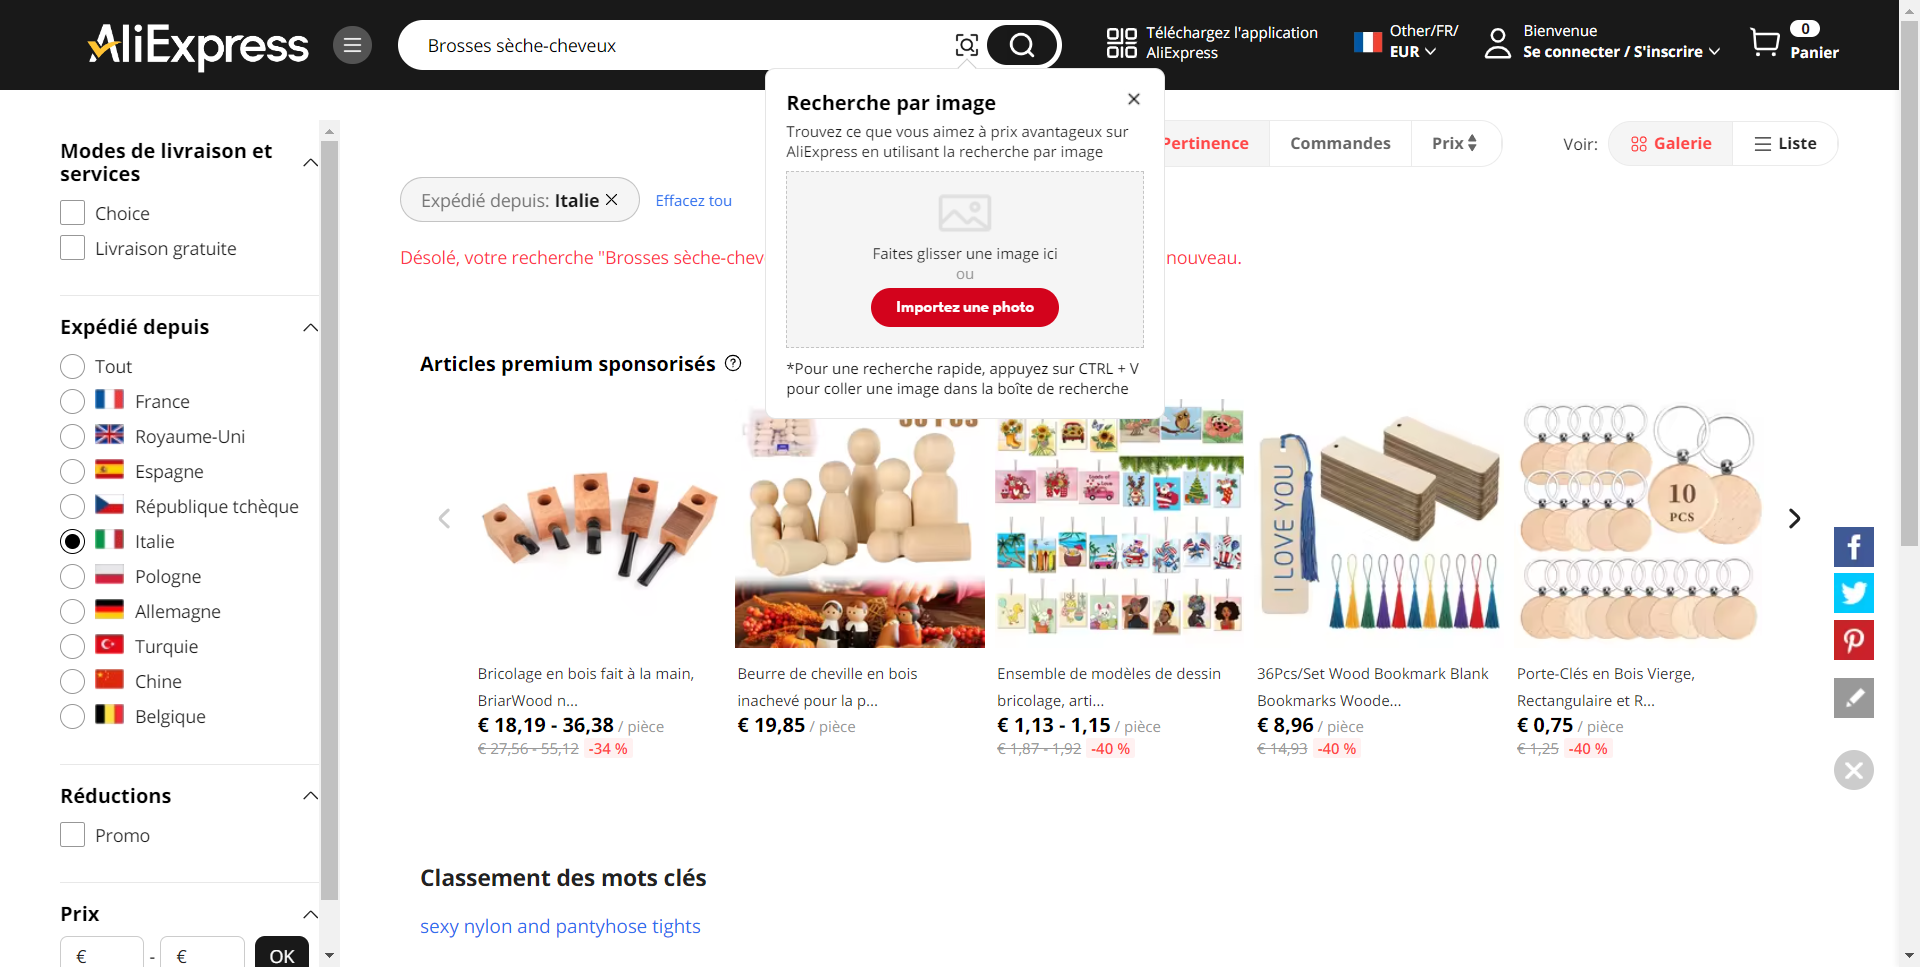 AliExpress
Brosses sèche-cheveux
Téléchargez l'application
AliExpress
Other/FR/
EUR
Bienvenue
Se connecter / S'inscrire
0
Panier
Recherche par image
Trouvez ce que vous aimez à prix avantageux sur
AliExpress en utilisant la recherche par image
Faites glisser une image ici
ou
Importez une photo
*Pour une recherche rapide, appuyez sur CTRL + V
pour coller une image dans la boîte de recherche
Pertinence
Commandes
Prix
Voir:
Galerie
Liste
Modes de livraison et
services
Choice
Livraison gratuite
Expédié depuis
Tout
France
Royaume-Uni
Espagne
République tchèque
Italie
Pologne
Allemagne
Turquie
Chine
Belgique
Réductions
Promo
Prix
€ - € OK
Expédié depuis: Italie
Effacez tou
Désolé, votre recherche "Brosses sèche-chev
nouveau.
Articles premium sponsorisés
I LOVE YOU
10
PCS
Bricolage en bois fait à la main,
BriarWood n...
€ 18,19 - 36,38 / pièce
€ 27,56 - 55,12 -34 %
Beurre de cheville en bois
inachevé pour la p...
€ 19,85 / pièce
Ensemble de modèles de dessin
bricolage, arti...
€ 1,13 - 1,15 / pièce
€ 1,87 - 1,92 -40 %
36Pcs/Set Wood Bookmark Blank
Bookmarks Woode...
€ 8,96 / pièce
€ 14,93 -40 %
Porte-Clés en Bois Vierge,
Rectangulaire et R...
€ 0,75 / pièce
€ 1,25 -40 %
Classement des mots clés
sexy nylon and pantyhose tights